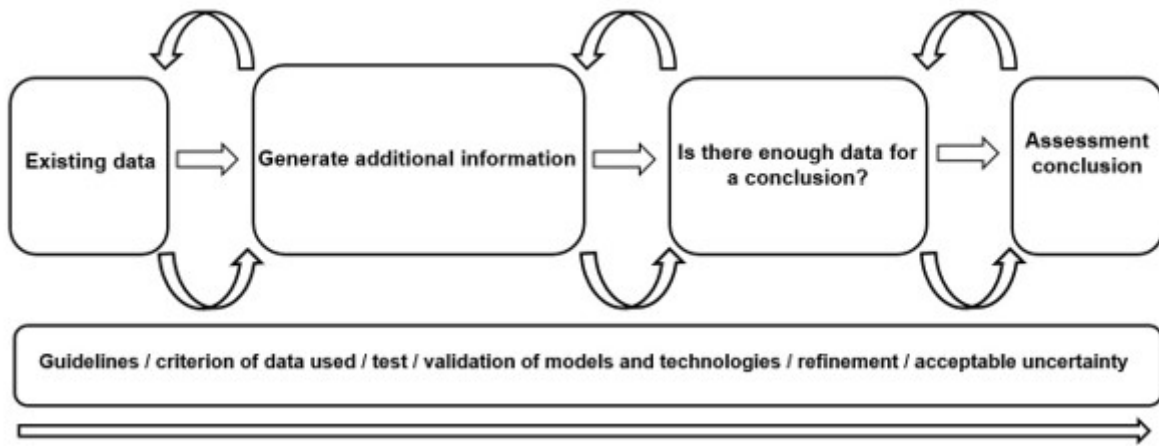 Existing data
Generate additional information
Is there enough data for
a conclusion?
Assessment
conclusion
Guidelines / criterion of data used / test / validation of models and technologies / refinement / acceptable uncertainty